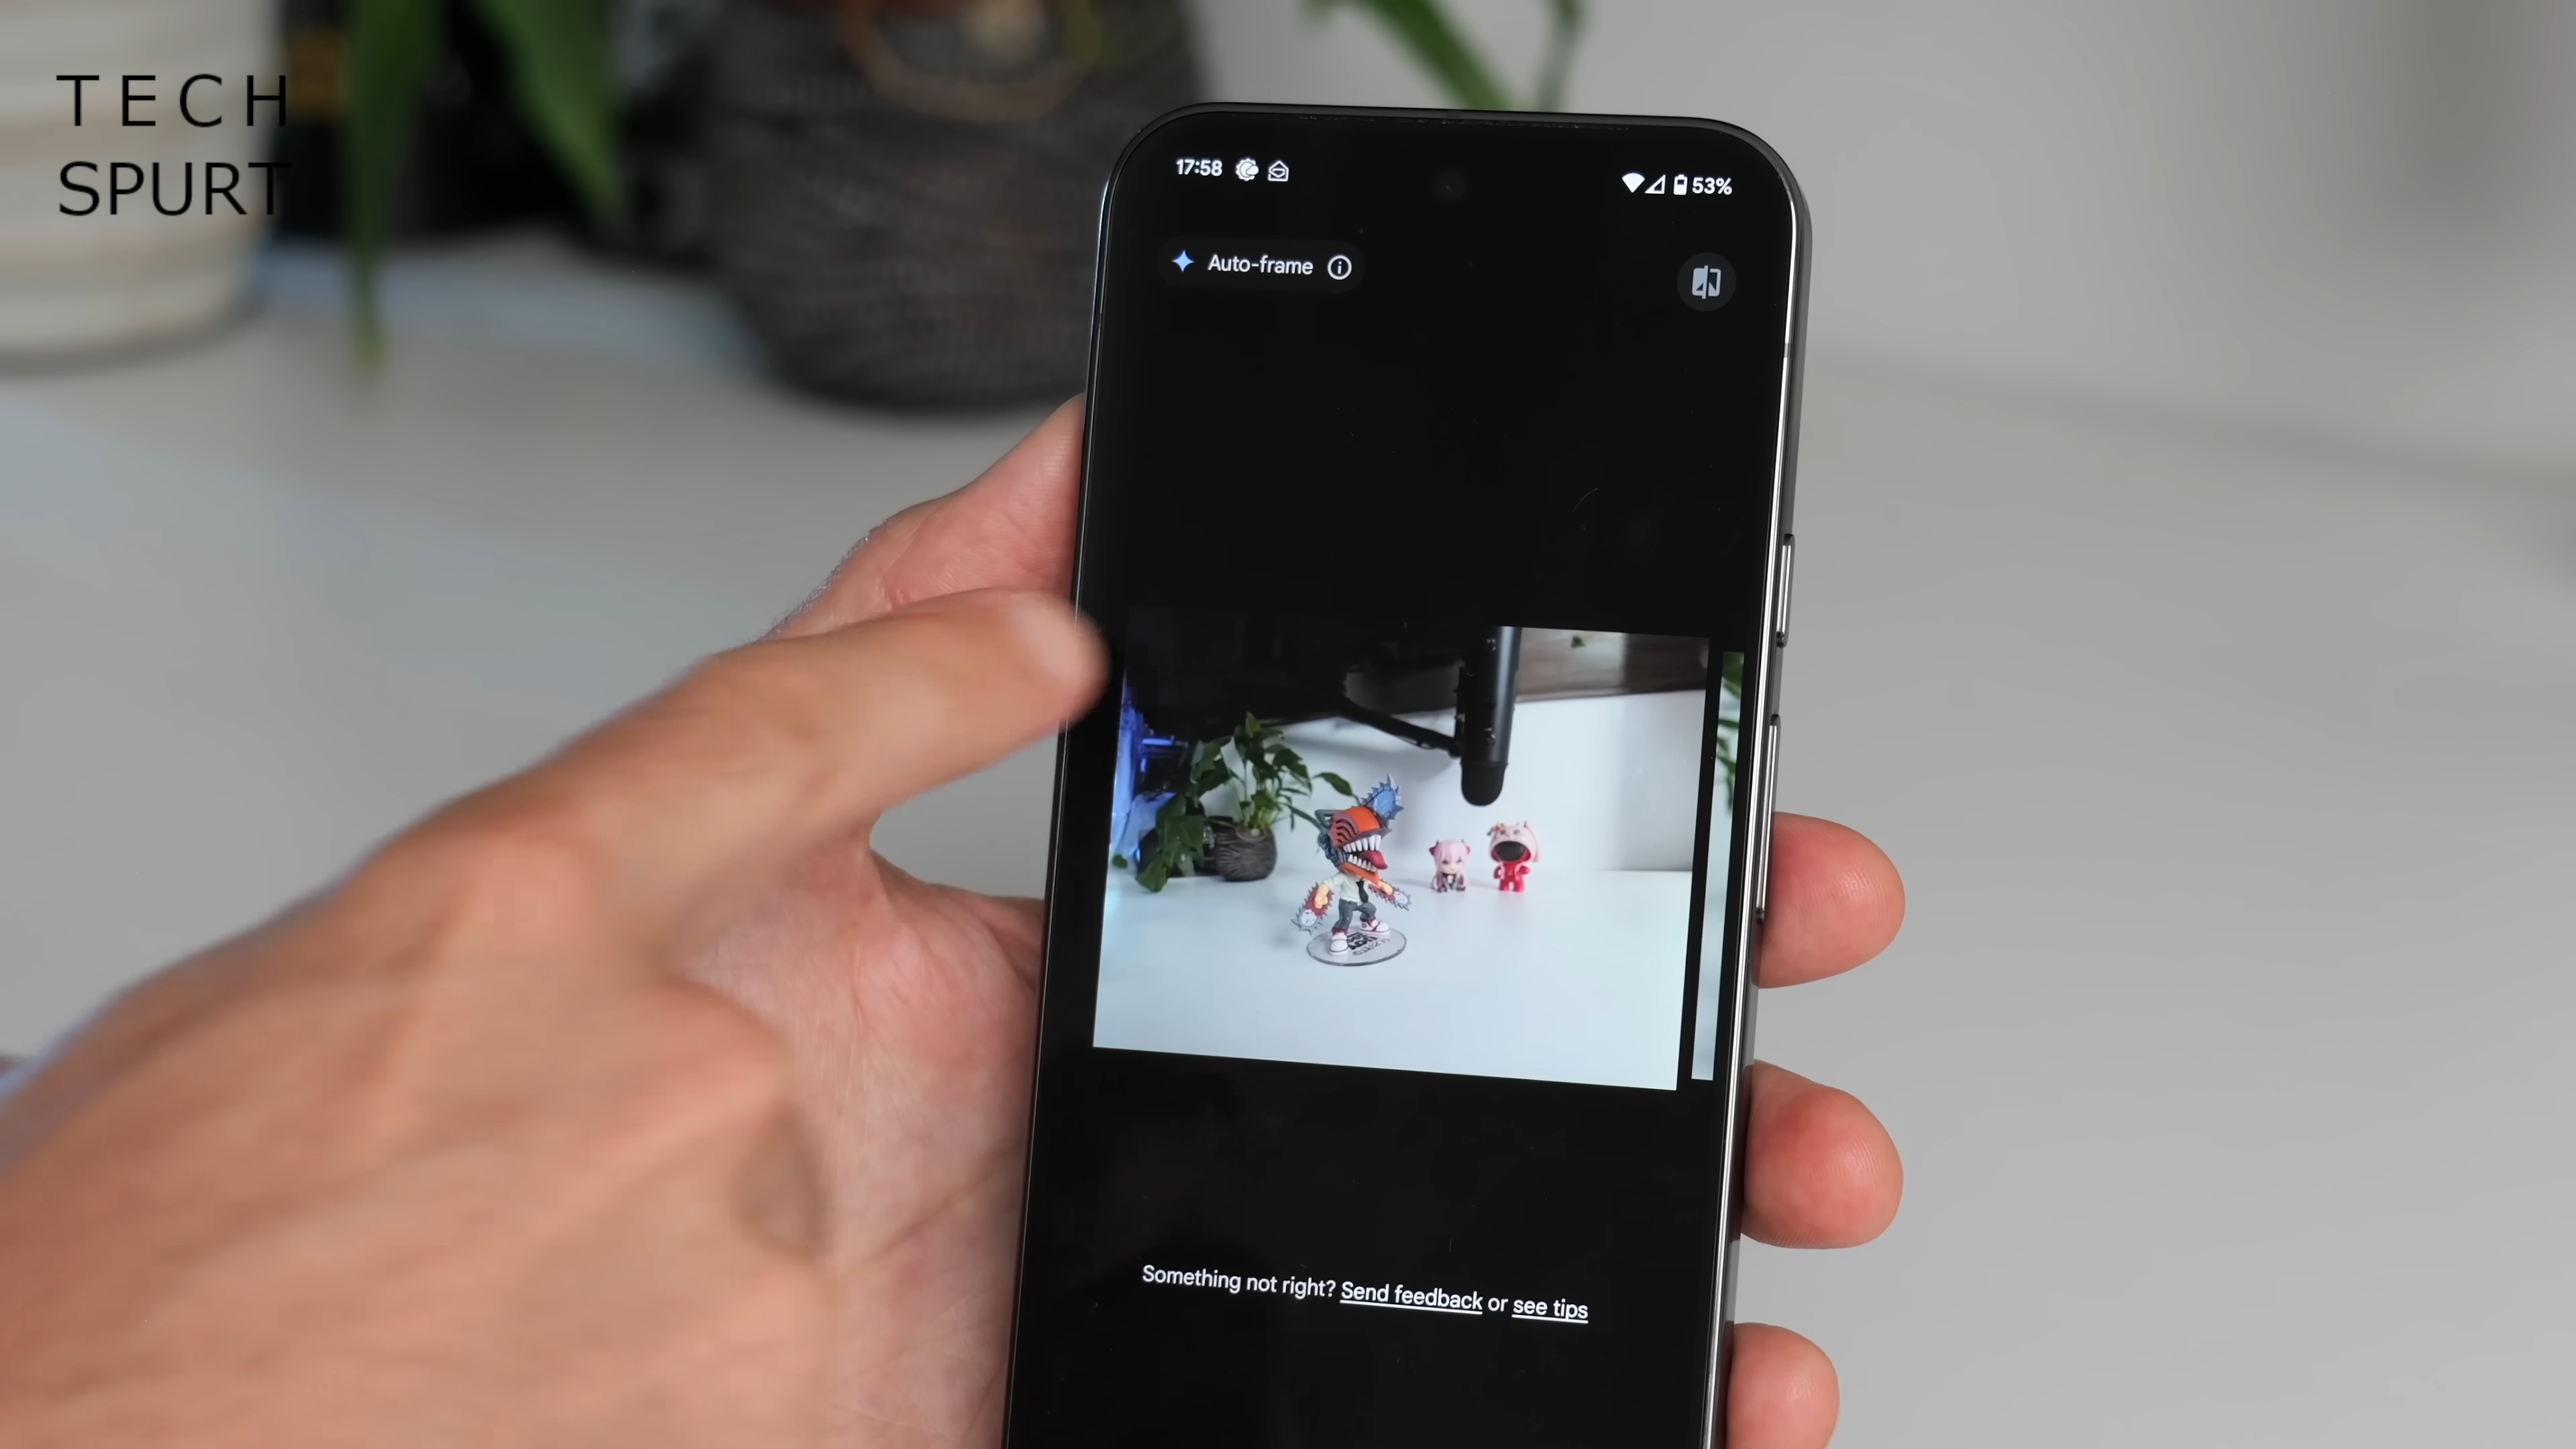 TECH
SPURT
17:58
53%
Auto-frame
Something not right? Send feedback or see tips